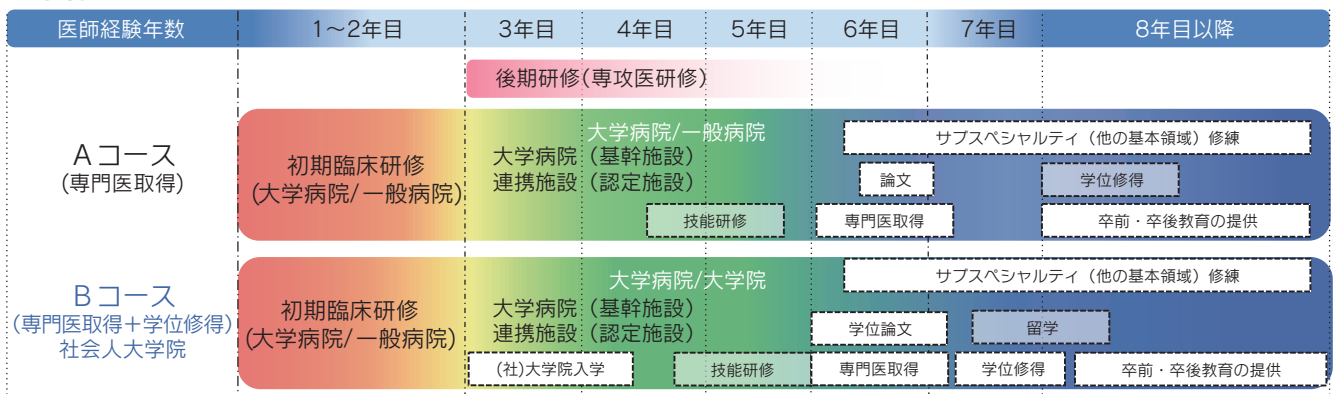 医師経験年数 1～2年目 3年目 4年目 5年目 6年目 7年目 8年目以降
後期研修(専攻医研修)
Aコース
(専門医取得)
初期臨床研修
(大学病院/一般病院)
大学病院/一般病院
大学病院（基幹施設）
連携施設（認定施設）
サブスペシャルティ（他の基本領域）修練
論文
学位修得
技能研修
専門医取得
卒前・卒後教育の提供
Bコース
(専門医取得＋学位修得)
社会人大学院
初期臨床研修
(大学病院/一般病院)
大学病院/大学院
大学病院（基幹施設）
連携施設（認定施設）
サブスペシャルティ（他の基本領域）修練
学位論文
留学
(社)大学院入学
技能研修
専門医取得
学位修得
卒前・卒後教育の提供